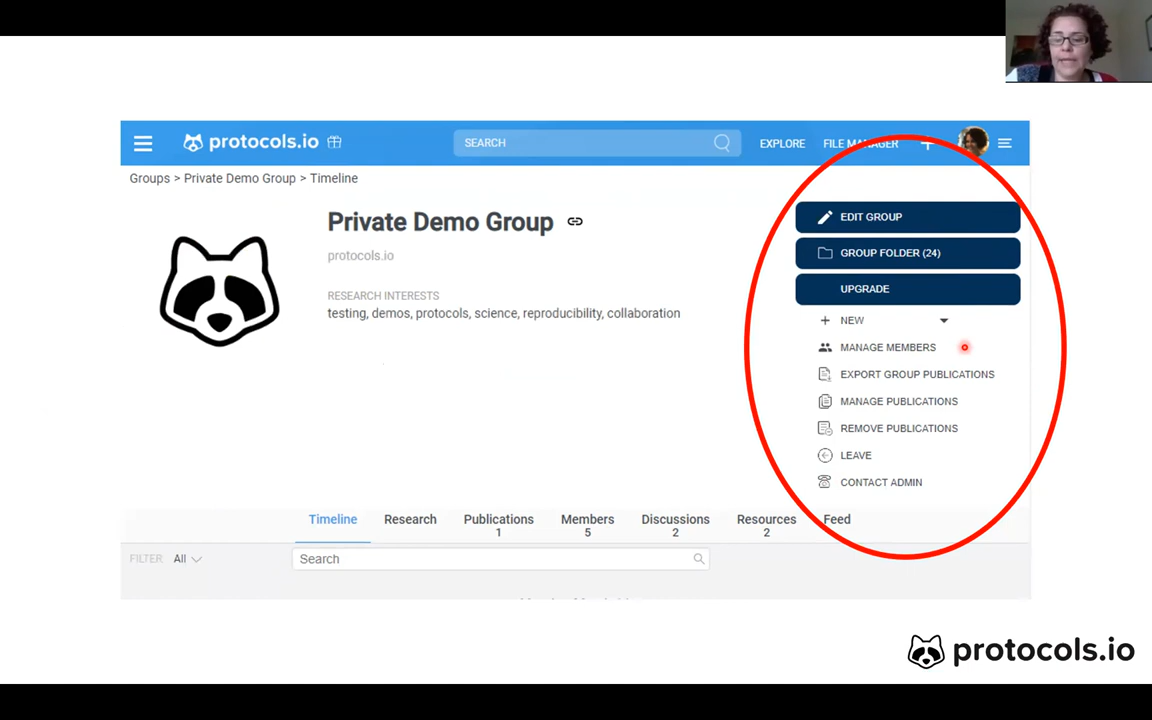 protocols.io
SEARCH
EXPLORE
FILE MANAGER
Groups > Private Demo Group > Timeline
Private Demo Group
protocols.io
RESEARCH INTERESTS
testing, demos, protocols, science, reproducibility, collaboration
EDIT GROUP
GROUP FOLDER (24)
UPGRADE
NEW
MANAGE MEMBERS
EXPORT GROUP PUBLICATIONS
MANAGE PUBLICATIONS
REMOVE PUBLICATIONS
LEAVE
CONTACT ADMIN
Timeline
Research
Publications
1
Members
5
Discussions
2
Resources
2
Feed
FILTER All
Search
protocols.io